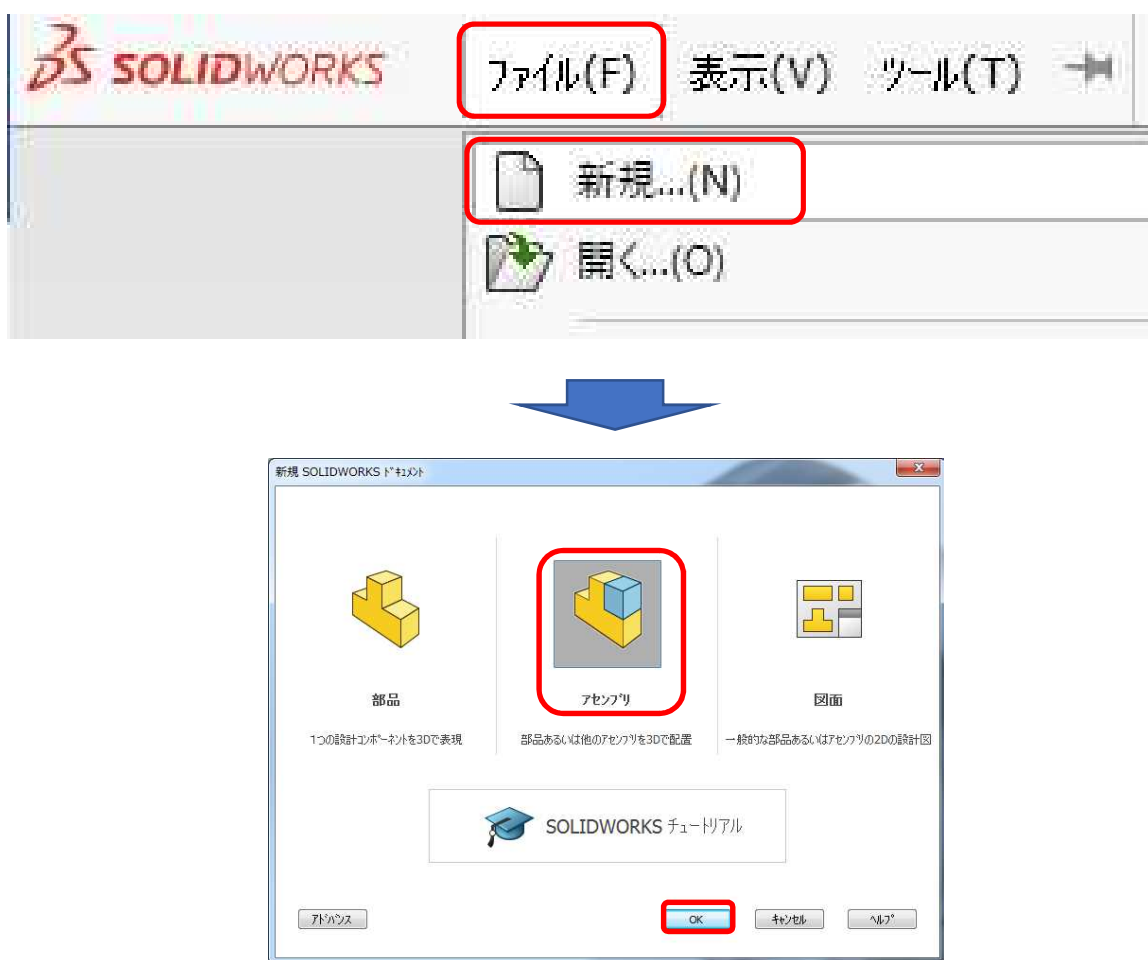 SOLIDWORKS ファイル(F) 表示(V) ツール(T)
新規...(N)
開く...(O)
新規 SOLIDWORKS ドキュメント
部品 アセンブリ 図面
1つの設計コンポーネントを3Dで表現 部品あるいは他のアセンブリを3Dで配置 一般的な部品あるいはアセンブリの2Dの設計図
SOLIDWORKS チュートリアル
アドバンス OK キャンセル ヘルプ